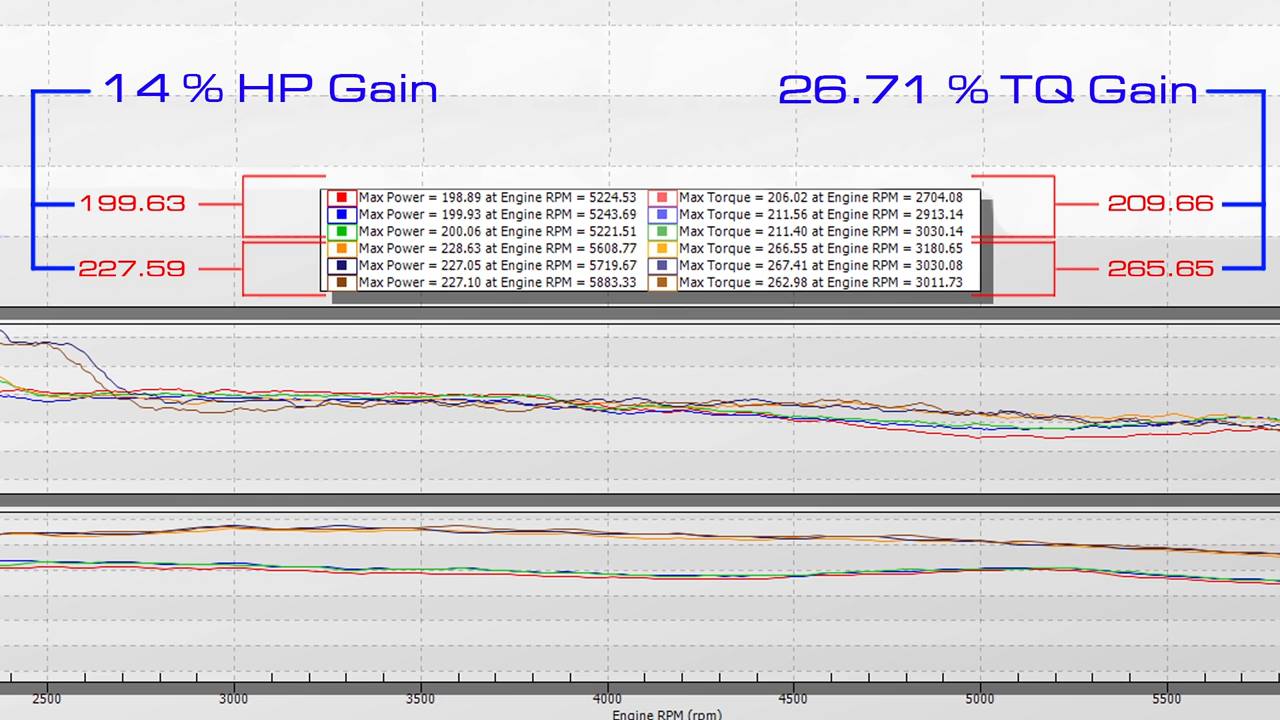 14 % HP Gain
26.71 % TQ Gain
199.63
227.59
Max Power = 198.89 at Engine RPM = 5224.53
Max Power = 199.93 at Engine RPM = 5243.69
Max Power = 200.06 at Engine RPM = 5221.51
Max Power = 228.63 at Engine RPM = 5608.77
Max Power = 227.05 at Engine RPM = 5719.67
Max Power = 227.10 at Engine RPM = 5883.33
Max Torque = 206.02 at Engine RPM = 2704.08
Max Torque = 211.56 at Engine RPM = 2913.14
Max Torque = 211.40 at Engine RPM = 3030.14
Max Torque = 266.55 at Engine RPM = 3180.65
Max Torque = 267.41 at Engine RPM = 3030.08
Max Torque = 262.98 at Engine RPM = 3011.73
209.66
265.65
2500 3000 3500 4000 4500 5000 5500
Engine RPM (rpm)